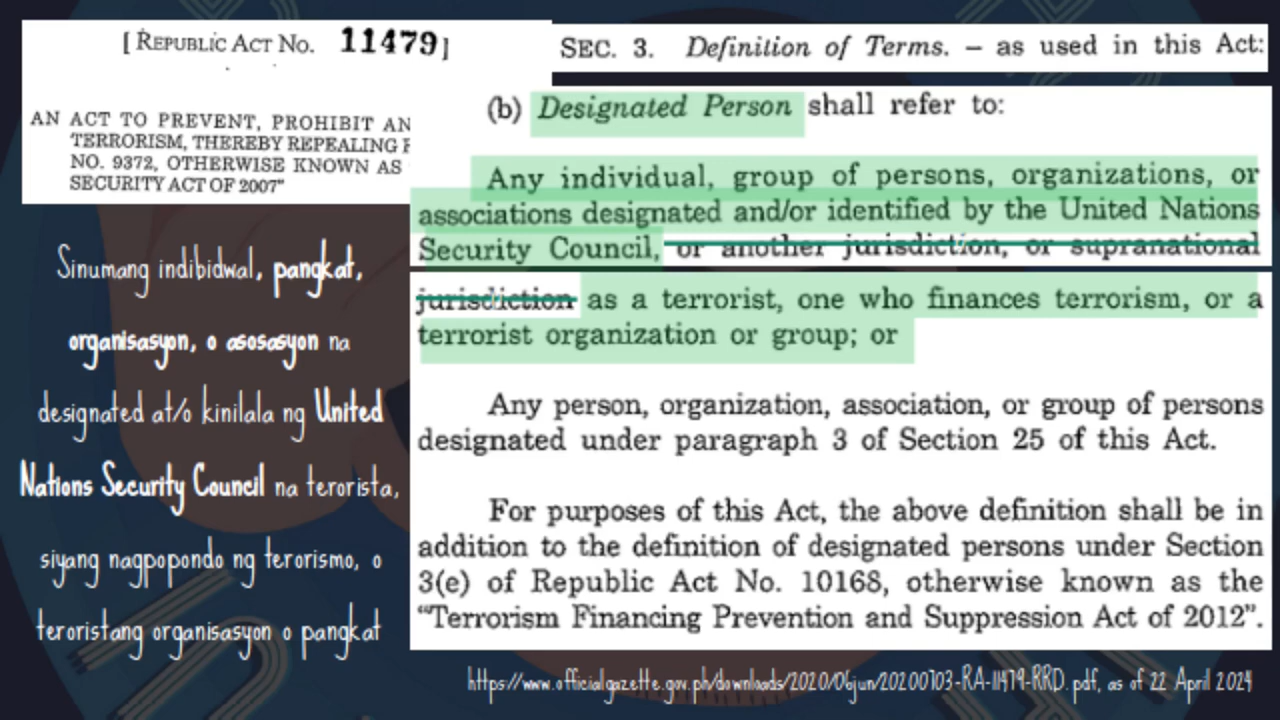 [ REPUBLIC ACT NO. 11479 ]
AN ACT TO PREVENT, PROHIBIT AN
TERRORISM, THEREBY REPEALING
NO. 9372, OTHERWISE KNOWN AS
SECURITY ACT OF 2007"
Sinumang indibidwal, pangkat,
organisasyon, o asosasyon na
designated at/o kinilala ng United
Nations Security Council na terorista,
siyang nagpopondo ng terorismo, o
teroristang organisasyon o pangkat
SEC. 3. Definition of Terms. – as used in this Act:
(b) Designated Person shall refer to:
Any individual, group of persons, organizations, or
associations designated and/or identified by the United Nations
Security Council, or another jurisdiction, or supranational
jurisdiction as a terrorist, one who finances terrorism, or a
terrorist organization or group; or
Any person, organization, association, or group of persons
designated under paragraph 3 of Section 25 of this Act.
For purposes of this Act, the above definition shall be in
addition to the definition of designated persons under Section
3(e) of Republic Act No. 10168, otherwise known as the
“Terrorism Financing Prevention and Suppression Act of 2012”.
https://www.officialgazette.gov.ph/downloads/2020/06jun/20200703-RA-11479-RRD.pdf, as of 22 April 2024